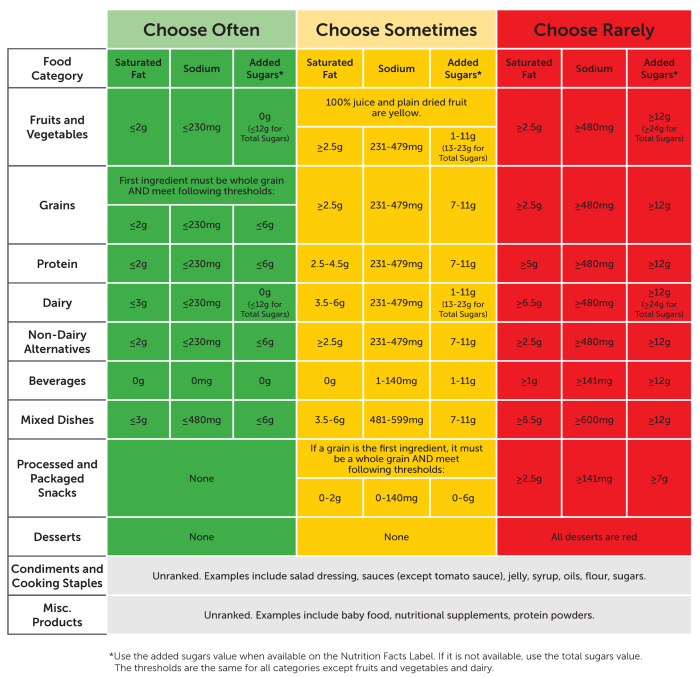 Choose Often Choose Sometimes Choose Rarely
Food
Category
Saturated
Fat
Sodium
Added
Sugars*
Saturated
Fat
Sodium
Added
Sugars*
Saturated
Fat
Sodium
Added
Sugars*
Fruits and
Vegetables
≤2g
≤230mg
0g
(≤12g for
Total Sugars)
100% juice and plain dried fruit
are yellow.
≥2.5g
231-479mg
1-11g
(13-23g for
Total Sugars)
≥2.5g
≥480mg
≥12g
(≥24g for
Total Sugars)
Grains
First ingredient must be whole grain
AND meet following thresholds:
≤2g
≤230mg
≤6g
≥2.5g
231-479mg
7-11g
≥2.5g
≥480mg
≥12g
Protein
≤2g
≤230mg
≤6g
2.5-4.5g
231-479mg
7-11g
≥5g
≥480mg
≥12g
Dairy
≤3g
≤230mg
0g
(≤12g for
Total Sugars)
3.5-6g
231-479mg
1-11g
(13-23g for
Total Sugars)
≥6.5g
≥480mg
≥12g
(≥24g for
Total Sugars)
Non-Dairy
Alternatives
≤2g
≤230mg
≤6g
≥2.5g
231-479mg
7-11g
≥2.5g
≥480mg
≥12g
Beverages
0g
0mg
0g
0g
1-140mg
1-11g
≥1g
≥141mg
≥12g
Mixed Dishes
≤3g
≤480mg
≤6g
3.5-6g
481-599mg
7-11g
≥6.5g
≥600mg
≥12g
Processed and
Packaged
Snacks
None
If a grain is the first ingredient, it must
be a whole grain AND meet
following thresholds:
0-2g
0-140mg
0-6g
≥2.5g
≥141mg
≥7g
Desserts
None
None
All desserts are red
Condiments and
Cooking Staples
Unranked. Examples include salad dressing, sauces (except tomato sauce), jelly, syrup, oils, flour, sugars.
Misc.
Products
Unranked. Examples include baby food, nutritional supplements, protein powders.
*Use the added sugars value when available on the Nutrition Facts Label. If it is not available, use the total sugars value.
The thresholds are the same for all categories except fruits and vegetables and dairy.